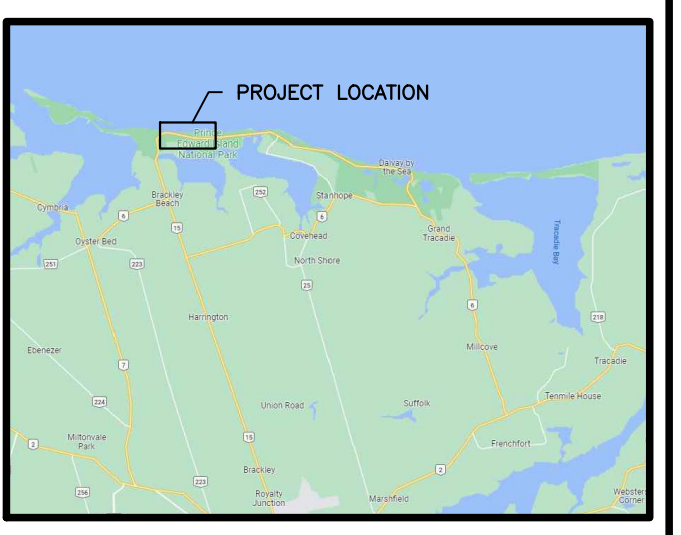 PROJECT LOCATION
Prince
Edward Island
National Park
Dalvay by
the Sea
Brackley
Beach
252
Stanhope
Cymbria
6
6
15
Grand
Tracadie
Covehead
Oyster Bed
Tracadie Bay
North Shore
251
223
25
6
Harrington
218
Millcove
Ebenezer
Tracadie
7
Tenmile House
224
Union Road
Suffolk
Miltonvale
Park
15
2
Frenchfort
Brackley
2
223
256
Royalty
Junction
Marshfield
Webster
Corner